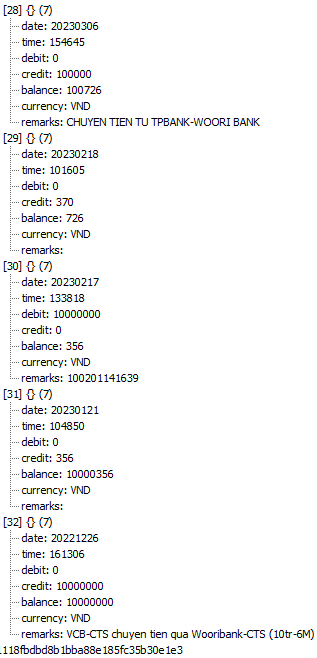 [28] {} (7)
date: 20230306
time: 154645
debit: 0
credit: 100000
balance: 100726
currency: VND
remarks: CHUYEN TIEN TU TPBANK-WOORI BANK
[29] {} (7)
date: 20230218
time: 101605
debit: 0
credit: 370
balance: 726
currency: VND
remarks:
[30] {} (7)
date: 20230217
time: 133818
debit: 10000000
credit: 0
balance: 356
currency: VND
remarks: 100201141639
[31] {} (7)
date: 20230121
time: 104850
debit: 0
credit: 356
balance: 10000356
currency: VND
remarks:
[32] {} (7)
date: 20221226
time: 161306
debit: 0
credit: 10000000
balance: 10000000
currency: VND
remarks: VCB-CTS chuyen tien qua Wooribank-CTS (10tr-6M)
1118fbdbd8b1bba88e185fc35b30e1e3